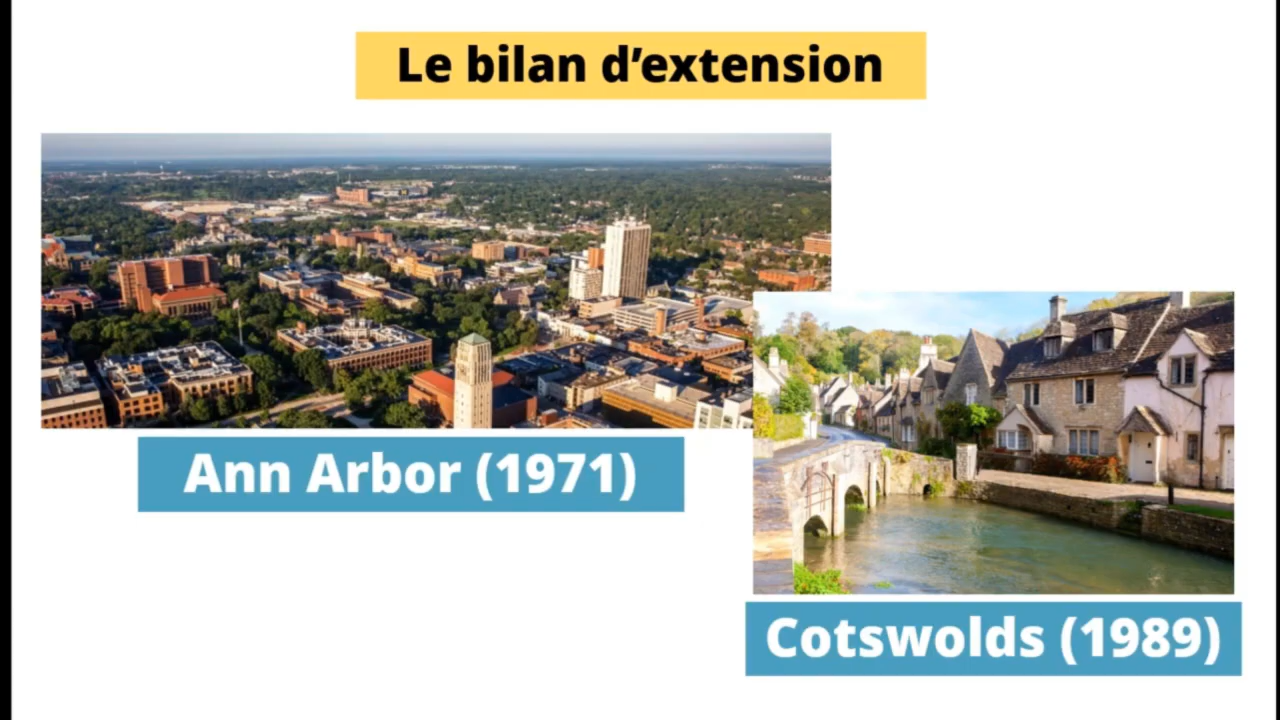 Le bilan d’extension
Ann Arbor (1971)
Cotswolds (1989)